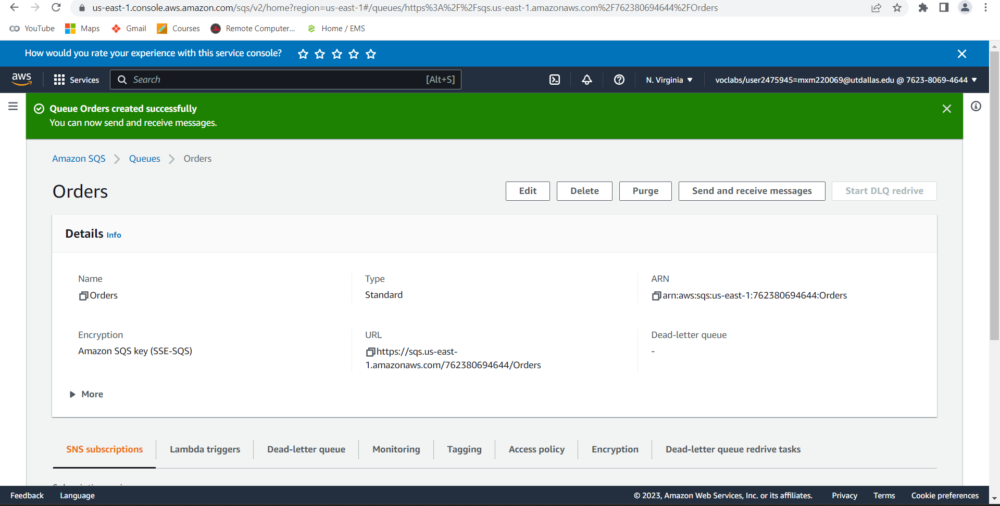 us-east-1.console.aws.amazon.com/sqs/v2/home?region=us-east-1#/queues/https%3A%2F%2Fsqs.us-east-1.amazonaws.com%2F762380694644%2FOrders
YouTube Maps Gmail Courses Remote Computer... Home / EMS
How would you rate your experience with this service console?
aws Services Search [Alt+S] N. Virginia voclabs/user2475945=mxm220069@utdallas.edu @ 7623-8069-4644
Queue Orders created successfully
You can now send and receive messages.
Amazon SQS Queues Orders
Orders Edit Delete Purge Send and receive messages Start DLQ redrive
Details Info
Name Type ARN
Orders Standard arn:aws:sqs:us-east-1:762380694644:Orders
Encryption URL Dead-letter queue
Amazon SQS key (SSE-SQS) https://sqs.us-east- -
1.amazonaws.com/762380694644/Orders
More
SNS subscriptions Lambda triggers Dead-letter queue Monitoring Tagging Access policy Encryption Dead-letter queue redrive tasks
Feedback Language © 2023, Amazon Web Services, Inc. or its affiliates. Privacy Terms Cookie preferences